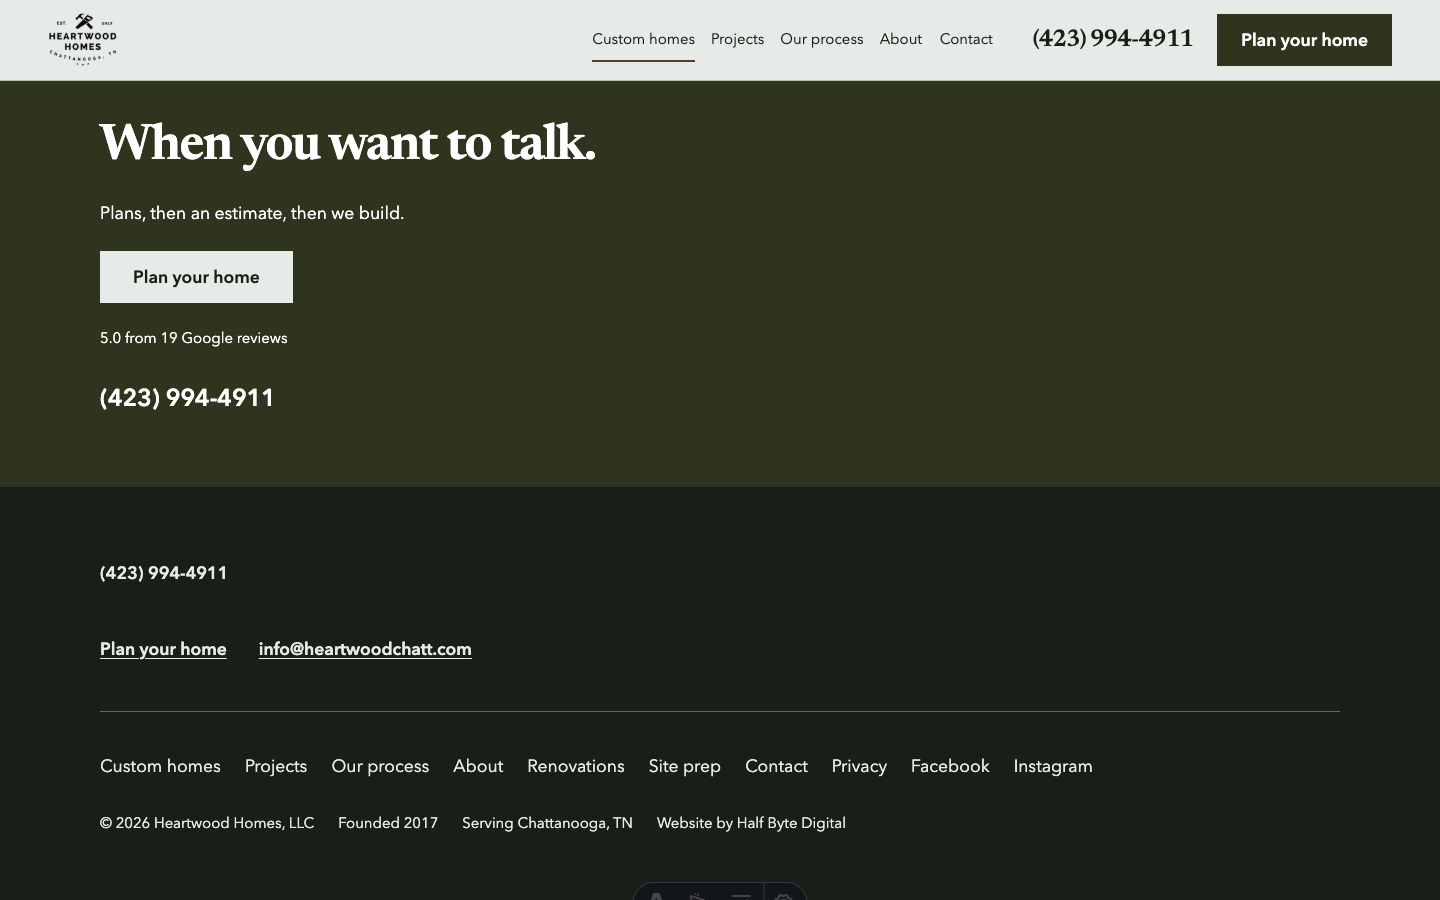 EST. 2017
HEARTWOOD
HOMES
CHATTANOOGA, TN
Custom homes Projects Our process About Contact (423) 994-4911 Plan your home
When you want to talk.
Plans, then an estimate, then we build.
Plan your home
5.0 from 19 Google reviews
(423) 994-4911
(423) 994-4911
Plan your home info@heartwoodchatt.com
Custom homes Projects Our process About Renovations Site prep Contact Privacy Facebook Instagram
© 2026 Heartwood Homes, LLC Founded 2017 Serving Chattanooga, TN Website by Half Byte Digital